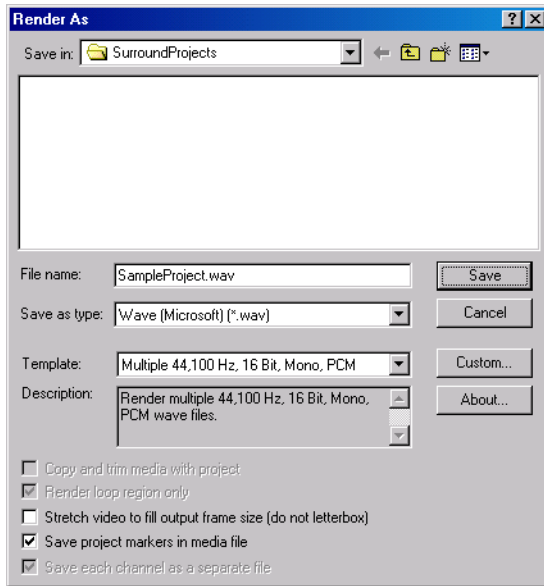 Render As
Save in: SurroundProjects
File name: SampleProject.wav Save
Save as type: Wave (Microsoft) (*.wav) Cancel
Template: Multiple 44,100 Hz, 16 Bit, Mono, PCM Custom...
Description: Render multiple 44,100 Hz, 16 Bit, Mono, About...
PCM wave files.
Copy and trim media with project
Render loop region only
Stretch video to fill output frame size (do not letterbox)
Save project markers in media file
Save each channel as a separate file